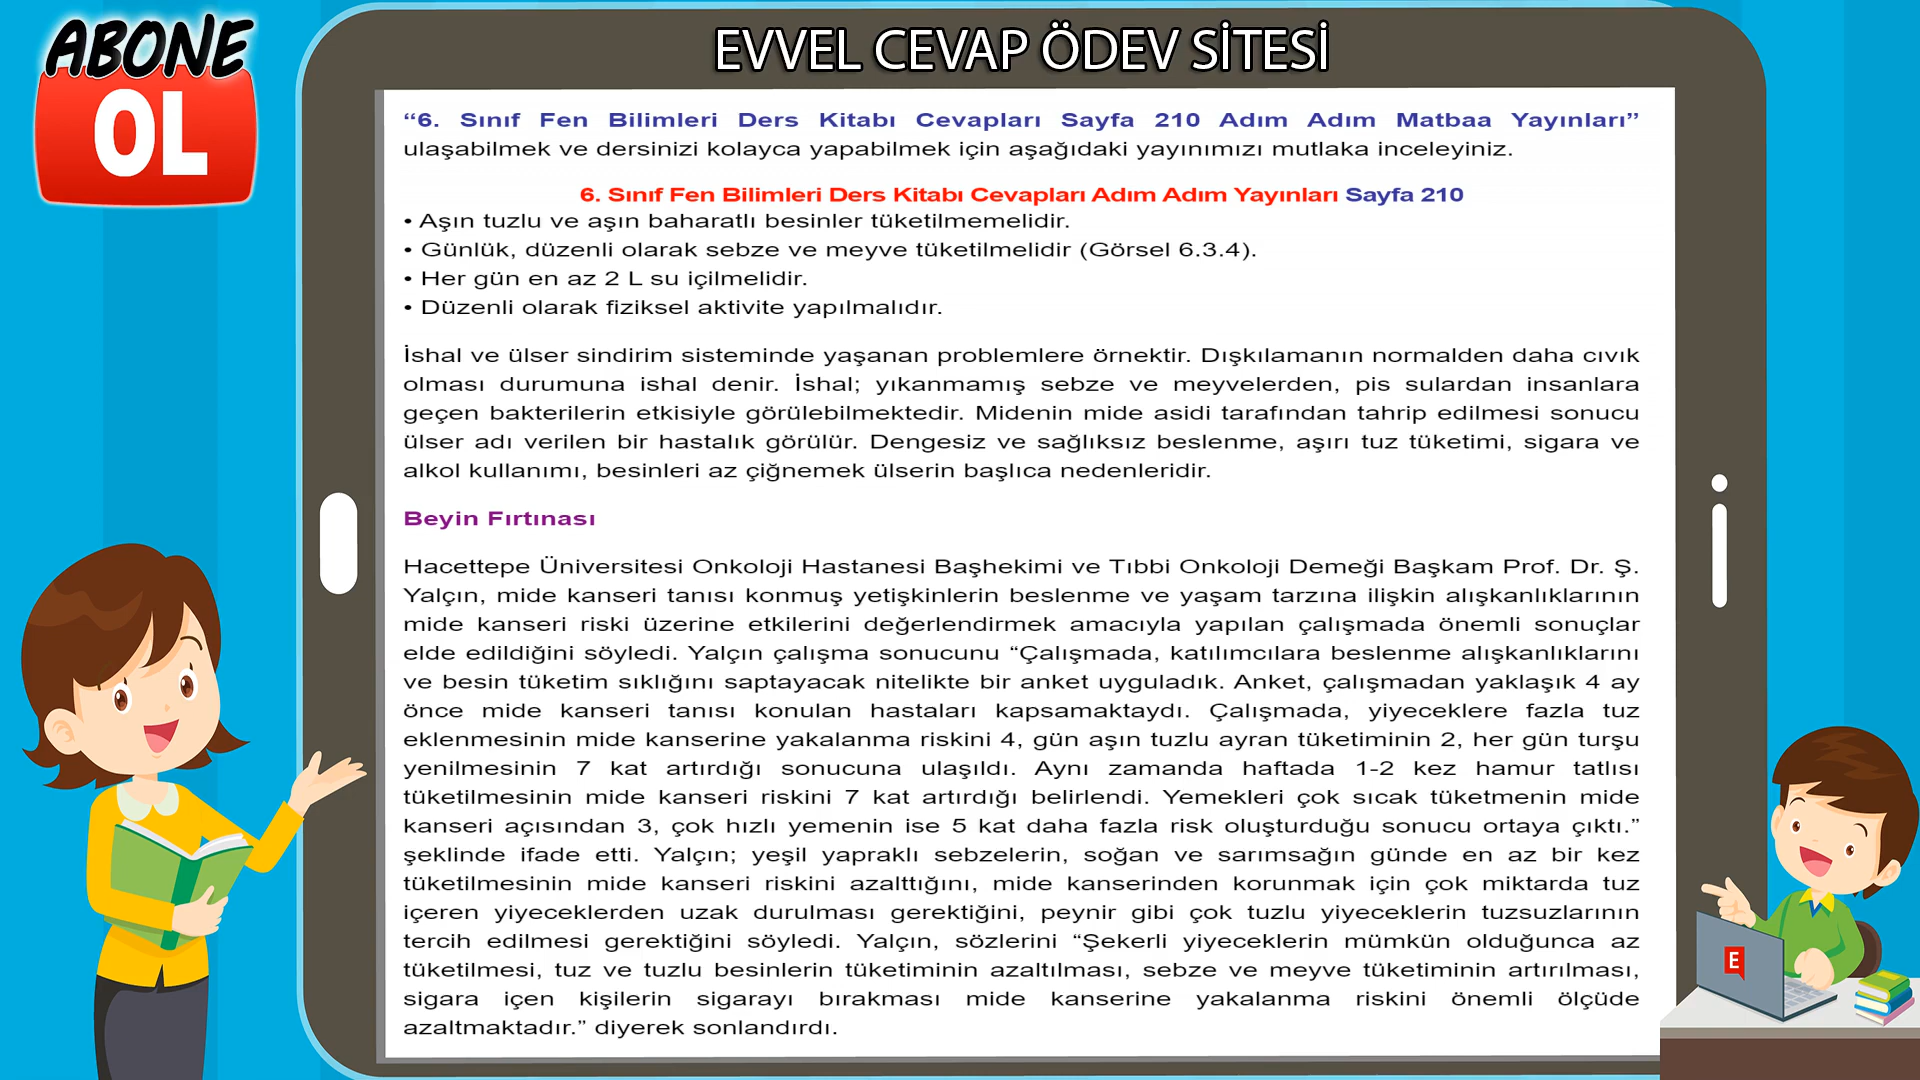 ABONE
OL
EVVEL CEVAP ÖDEV SİTESİ
“6. Sınıf Fen Bilimleri Ders Kitabı Cevapları Sayfa 210 Adım Adım Matbaa Yayınları”
ulaşabilmek ve dersinizi kolayca yapabilmek için aşağıdaki yayınımızı mutlaka inceleyiniz.
6. Sınıf Fen Bilimleri Ders Kitabı Cevapları Adım Adım Yayınları Sayfa 210
• Aşın tuzlu ve aşın baharatlı besinler tüketilmemelidir.
• Günlük, düzenli olarak sebze ve meyve tüketilmelidir (Görsel 6.3.4).
• Her gün en az 2 L su içilmelidir.
• Düzenli olarak fiziksel aktivite yapılmalıdır.
İshal ve ülser sindirim sisteminde yaşanan problemlere örnektir. Dışkılamanın normalden daha cıvık
olması durumuna ishal denir. İshal; yıkanmamış sebze ve meyvelerden, pis sulardan insanlara
geçen bakterilerin etkisiyle görülebilmektedir. Midenin mide asidi tarafından tahrip edilmesi sonucu
ülser adı verilen bir hastalık görülür. Dengesiz ve sağlıksız beslenme, aşırı tuz tüketimi, sigara ve
alkol kullanımı, besinleri az çiğnemek ülserin başlıca nedenleridir.
Beyin Fırtınası
Hacettepe Üniversitesi Onkoloji Hastanesi Başhekimi ve Tıbbi Onkoloji Demeği Başkam Prof. Dr. Ş.
Yalçın, mide kanseri tanısı konmuş yetişkinlerin beslenme ve yaşam tarzına ilişkin alışkanlıklarının
mide kanseri riski üzerine etkilerini değerlendirmek amacıyla yapılan çalışmada önemli sonuçlar
elde edildiğini söyledi. Yalçın çalışma sonucunu “Çalışmada, katılımcılara beslenme alışkanlıklarını
ve besin tüketim sıklığını saptayacak nitelikte bir anket uyguladık. Anket, çalışmadan yaklaşık 4 ay
önce mide kanseri tanısı konulan hastaları kapsamaktaydı. Çalışmada, yiyeceklere fazla tuz
eklenmesinin mide kanserine yakalanma riskini 4, gün aşın tuzlu ayran tüketiminin 2, her gün turşu
yenilmesinin 7 kat artırdığı sonucuna ulaşıldı. Aynı zamanda haftada 1-2 kez hamur tatlısı
tüketilmesinin mide kanseri riskini 7 kat artırdığı belirlendi. Yemekleri çok sıcak tüketmenin mide
kanseri açısından 3, çok hızlı yemenin ise 5 kat daha fazla risk oluşturduğu sonucu ortaya çıktı.”
şeklinde ifade etti. Yalçın; yeşil yapraklı sebzelerin, soğan ve sarımsağın günde en az bir kez
tüketilmesinin mide kanseri riskini azalttığını, mide kanserinden korunmak için çok miktarda tuz
içeren yiyeceklerden uzak durulması gerektiğini, peynir gibi çok tuzlu yiyeceklerin tuzsuzlarının
tercih edilmesi gerektiğini söyledi. Yalçın, sözlerini “Şekerli yiyeceklerin mümkün olduğunca az
tüketilmesi, tuz ve tuzlu besinlerin tüketiminin azaltılması, sebze ve meyve tüketiminin artırılması,
sigara içen kişilerin sigarayı bırakması mide kanserine yakalanma riskini önemli ölçüde
azaltmaktadır.” diyerek sonlandırdı.
E